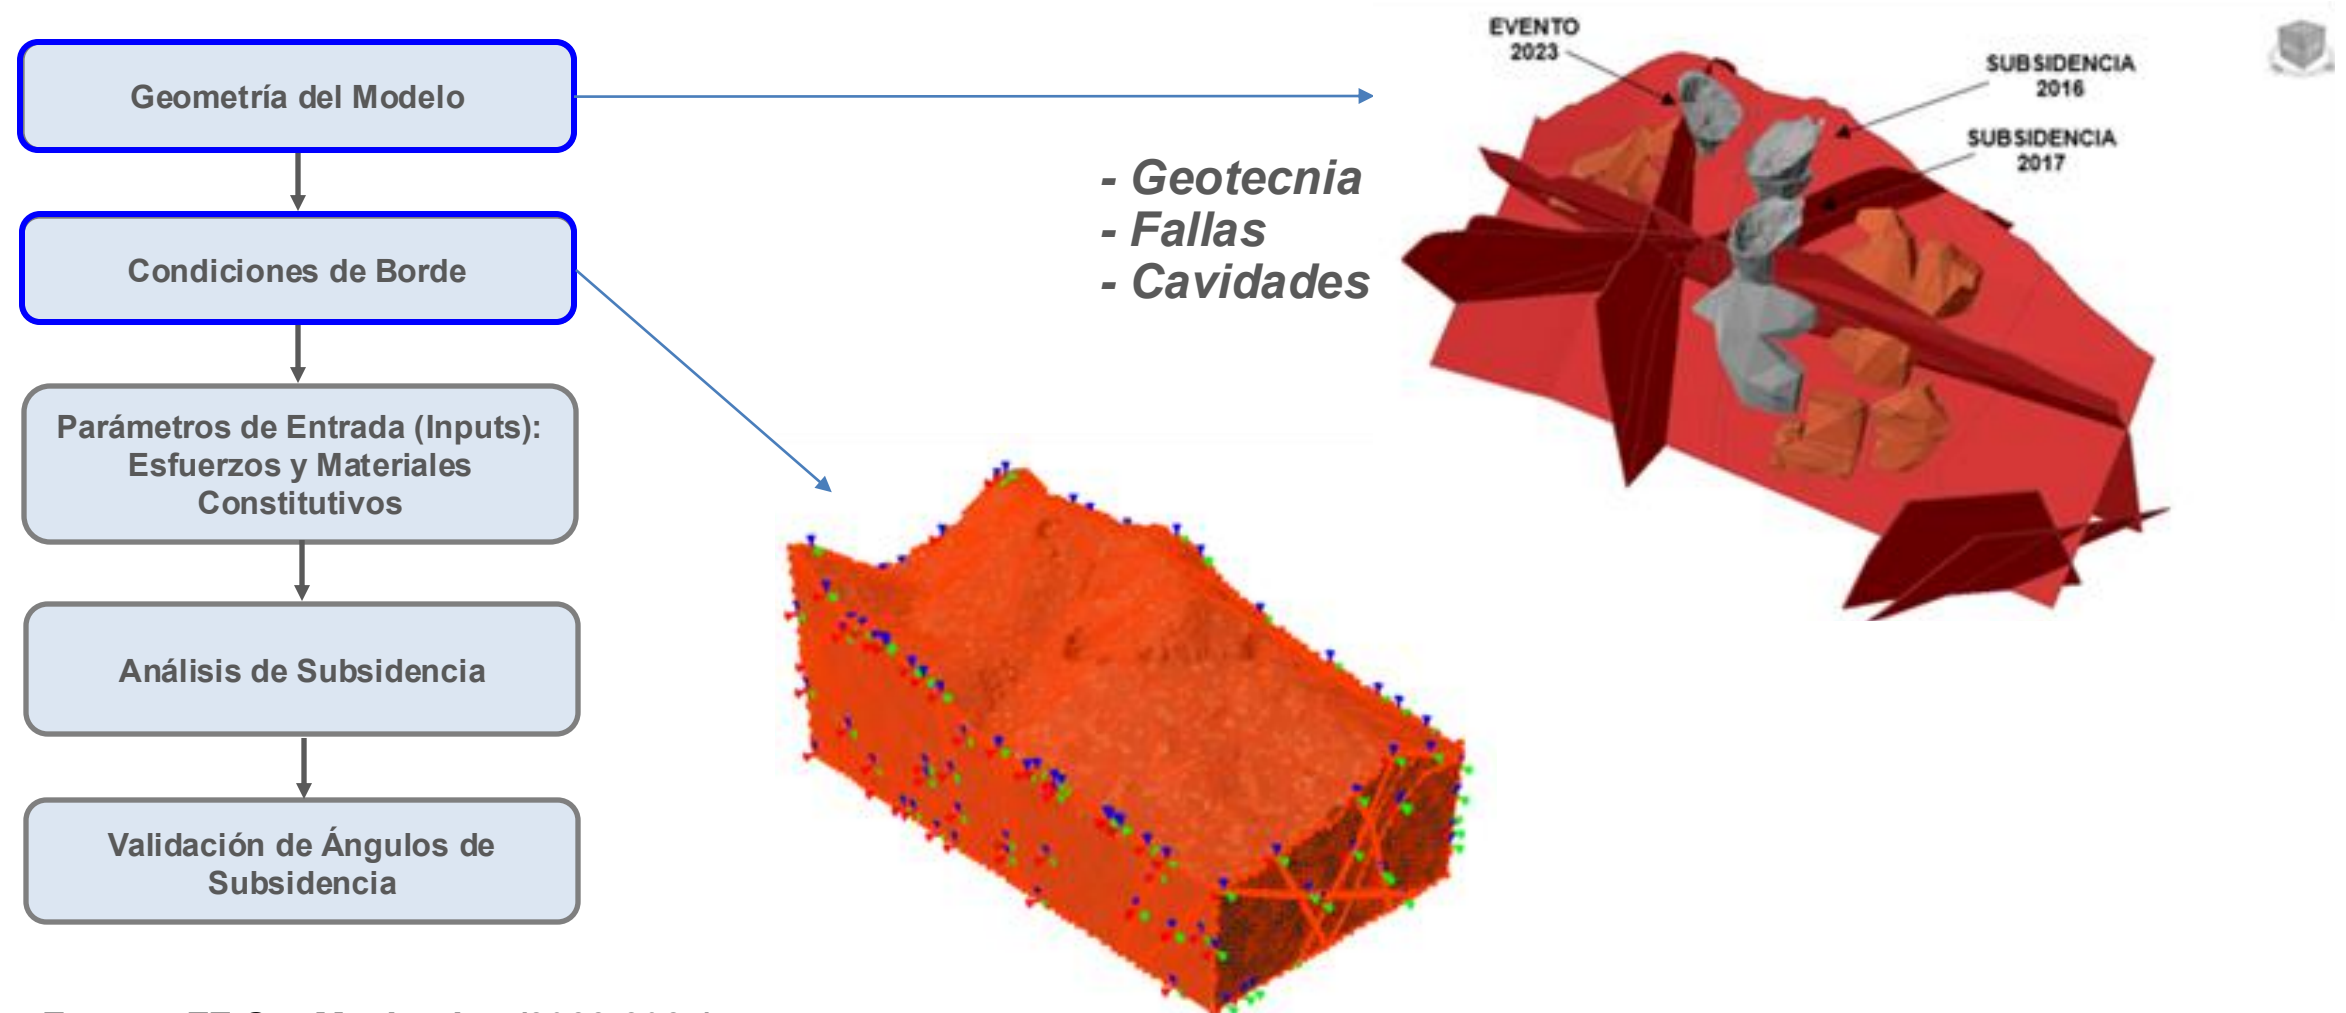 Geometría del Modelo
Condiciones de Borde
Parámetros de Entrada (Inputs):
Esfuerzos y Materiales
Constitutivos
Análisis de Subsidencia
Validación de Ángulos de
Subsidencia
- Geotecnia
- Fallas
- Cavidades
EVENTO
2023
SUBSIDENCIA
2016
SUBSIDENCIA
2017